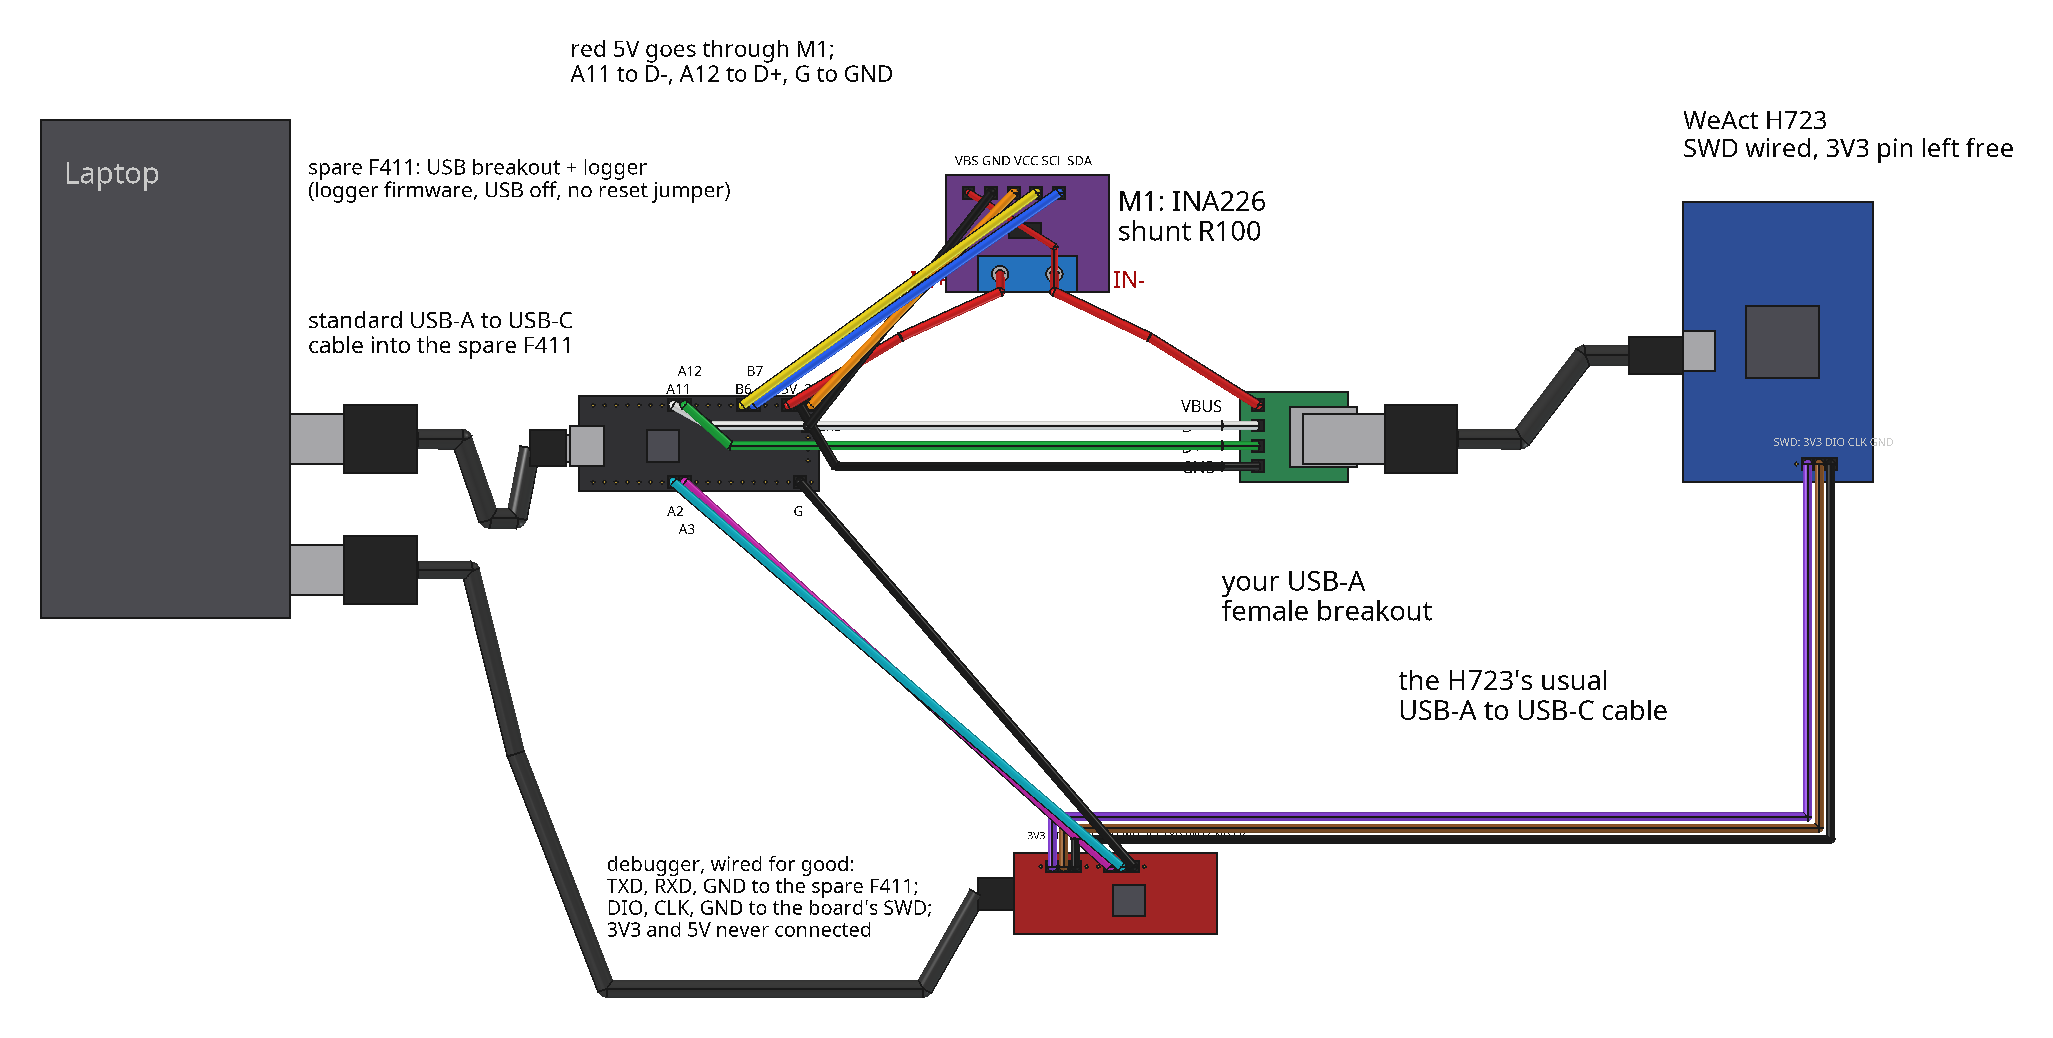 red 5V goes through M1;
A11 to D-, A12 to D+, G to GND
Laptop
spare F411: USB breakout + logger
(logger firmware, USB off, no reset jumper)
VBS GND VCC SCL SDA
M1: INA226
shunt R100
IN-
WeAct H723
SWD wired, 3V3 pin left free
standard USB-A to USB-C
cable into the spare F411
A12
B7
A11
B6
VBUS
GND
SWD: 3V3 DIO CLK GND
A2
G
A3
your USB-A
female breakout
the H723's usual
USB-A to USB-C cable
3V3
debugger, wired for good:
TXD, RXD, GND to the spare F411;
DIO, CLK, GND to the board's SWD;
3V3 and 5V never connected